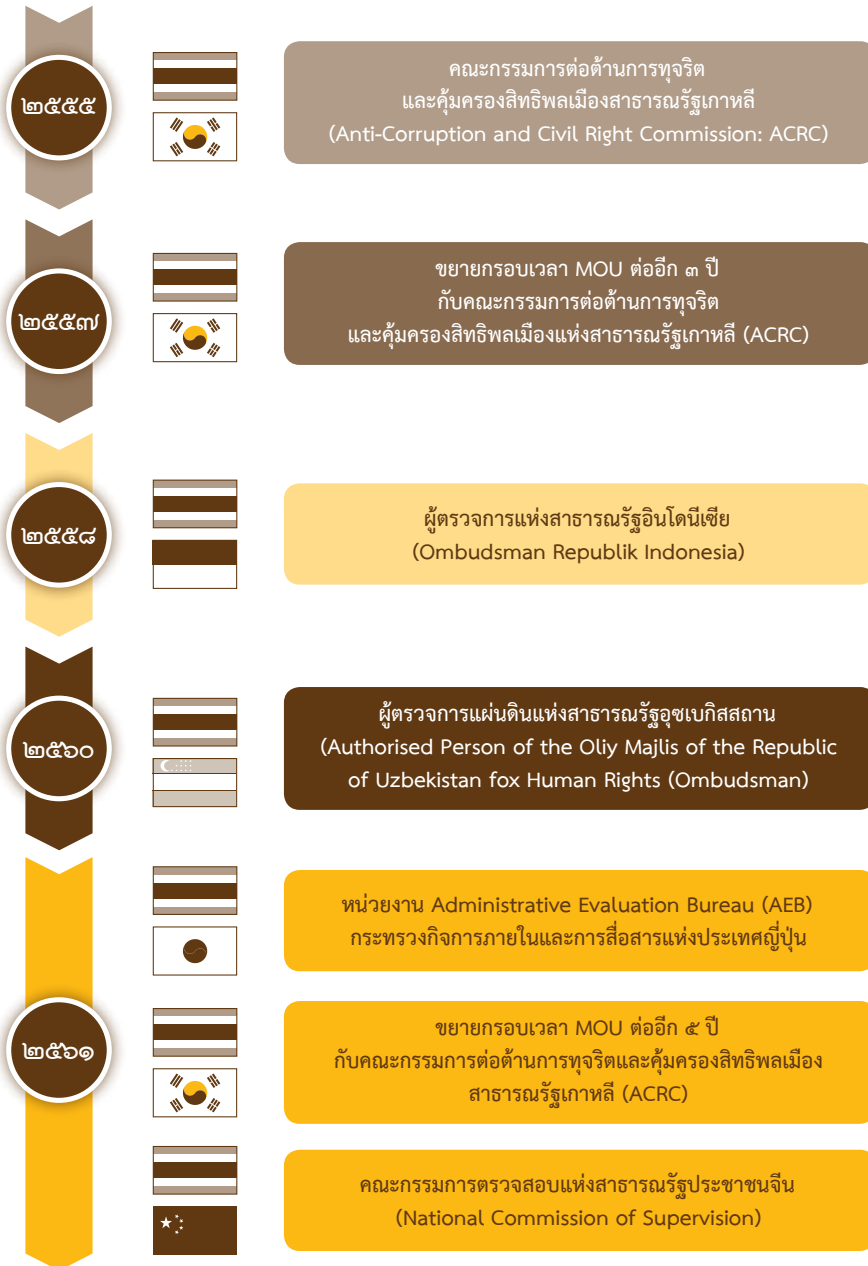 ๒๕๕๕
คณะกรรมการต่อต้านการทุจริต
และคุ้มครองสิทธิพลเมืองสาธารณรัฐเกาหลี
(Anti-Corruption and Civil Right Commission: ACRC)
๒๕๕๗
ขยายกรอบเวลา MOU ต่ออีก ๓ ปี
กับคณะกรรมการต่อต้านการทุจริต
และคุ้มครองสิทธิพลเมืองแห่งสาธารณรัฐเกาหลี (ACRC)
๒๕๕๘
ผู้ตรวจการแห่งสาธารณรัฐอินโดนีเซีย
(Ombudsman Republik Indonesia)
๒๕๖๐
ผู้ตรวจการแผ่นดินแห่งสาธารณรัฐอุซเบกิสสถาน
(Authorised Person of the Oliy Majlis of the Republic
of Uzbekistan fox Human Rights (Ombudsman)
๒๕๖๑
หน่วยงาน Administrative Evaluation Bureau (AEB)
กระทรวงกิจการภายในและการสื่อสารแห่งประเทศญี่ปุ่น
ขยายกรอบเวลา MOU ต่ออีก ๕ ปี
กับคณะกรรมการต่อต้านการทุจริตและคุ้มครองสิทธิพลเมือง
สาธารณรัฐเกาหลี (ACRC)
คณะกรรมการตรวจสอบแห่งสาธารณรัฐประชาชนจีน
(National Commission of Supervision)